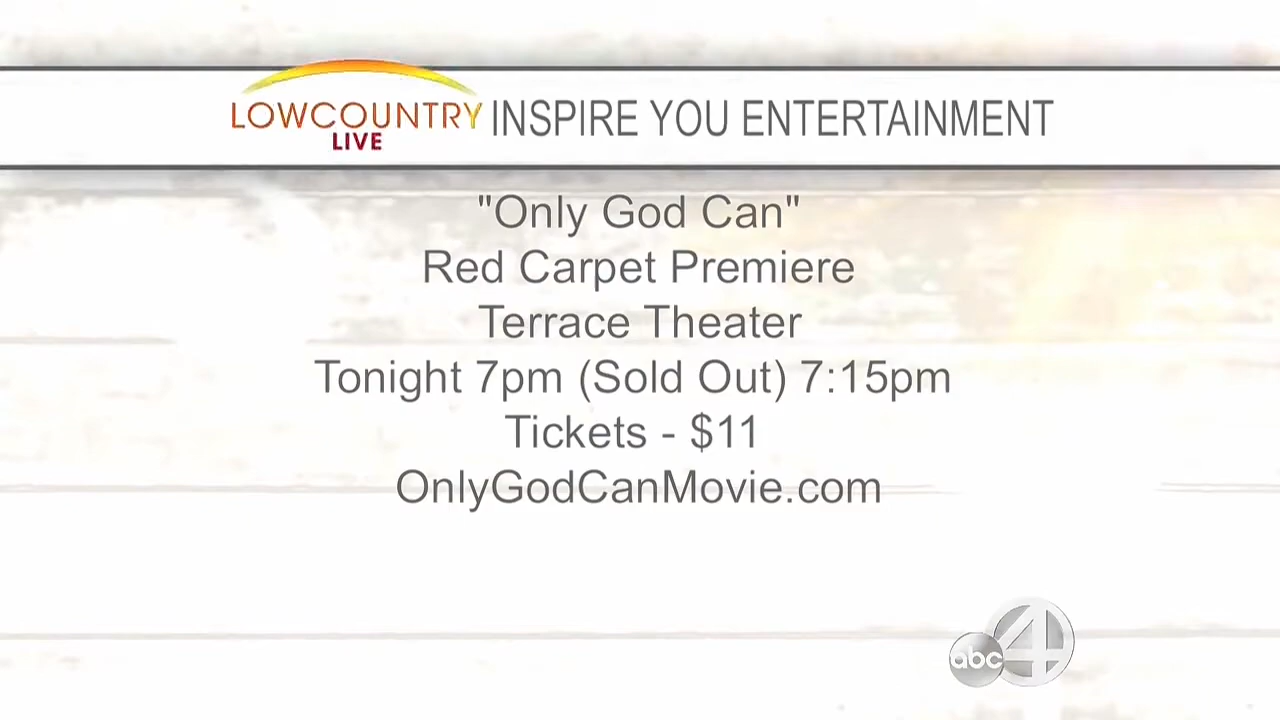 LOWCOUNTRY
LIVE
INSPIRE YOU ENTERTAINMENT
"Only God Can"
Red Carpet Premiere
Terrace Theater
Tonight 7pm (Sold Out) 7:15pm
Tickets - $11
OnlyGodCanMovie.com
abc 4